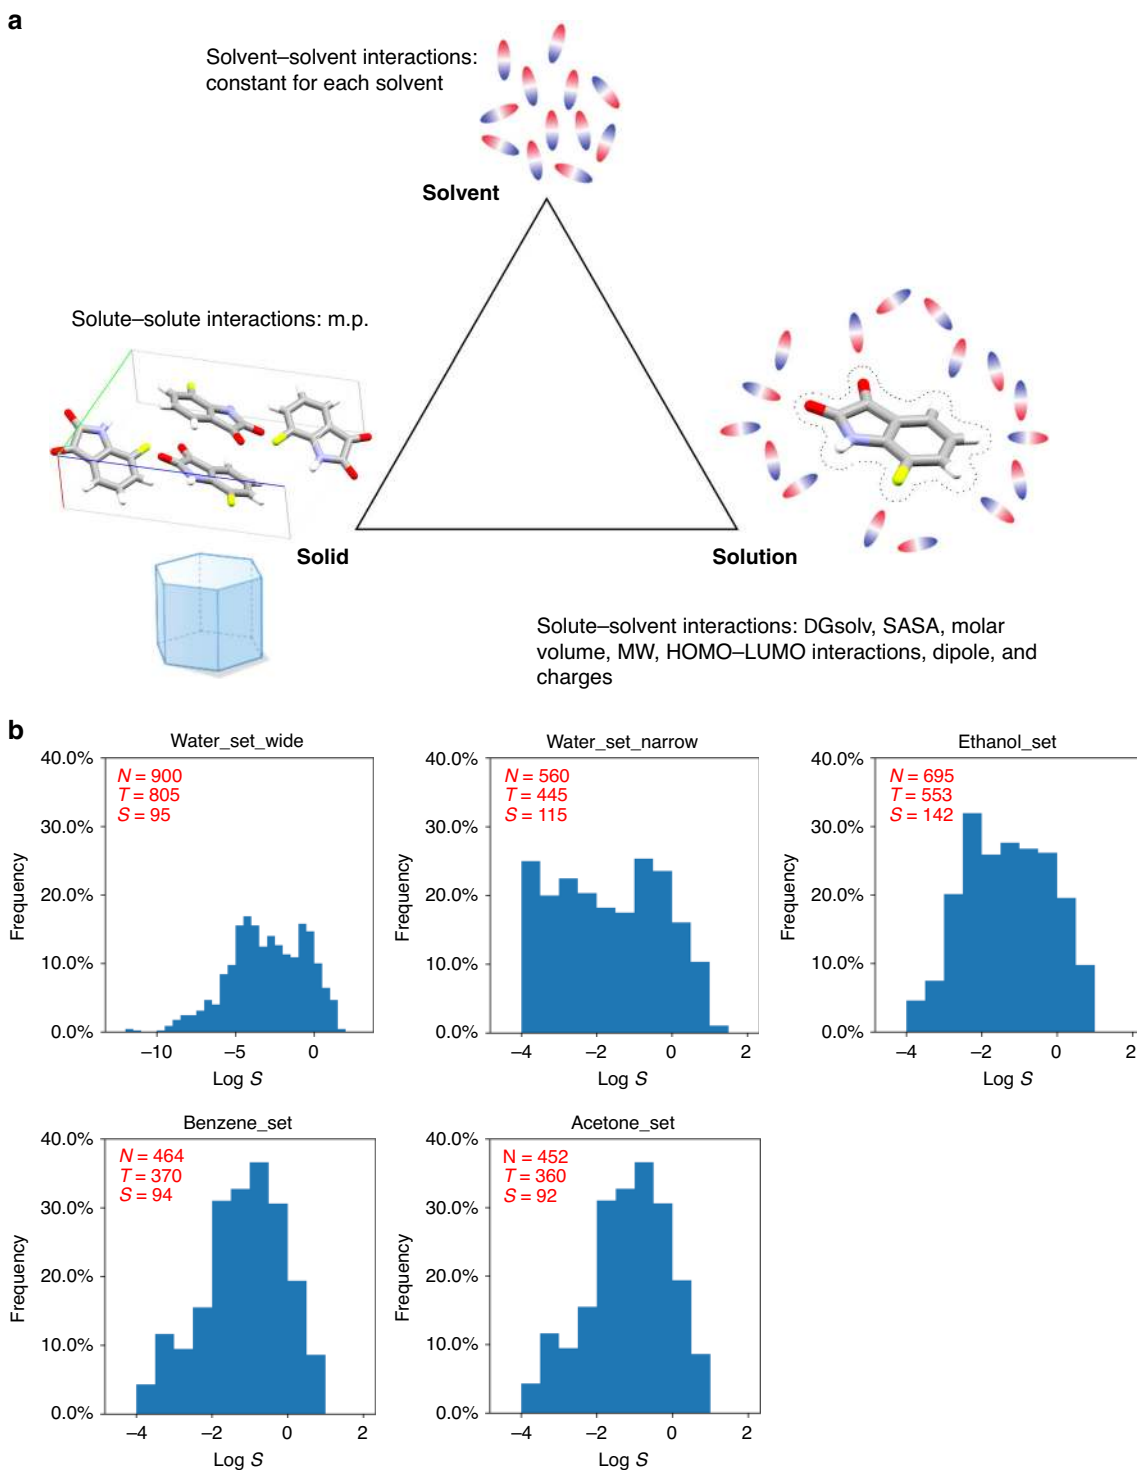 a
Solvent–solvent interactions:
constant for each solvent
Solvent
Solute–solute interactions: m.p.
Solid
Solution
Solute–solvent interactions: DGsolv, SASA, molar
volume, MW, HOMO–LUMO interactions, dipole, and
charges
b
Water_set_wide
40.0%
30.0%
20.0%
10.0%
0.0%
Frequency
N = 900
T = 805
S = 95
–10
–5
0
Log S
Water_set_narrow
40.0%
30.0%
20.0%
10.0%
0.0%
Frequency
N = 560
T = 445
S = 115
–4
–2
0
2
Log S
Ethanol_set
40.0%
30.0%
20.0%
10.0%
0.0%
Frequency
N = 695
T = 553
S = 142
–4
–2
0
2
Log S
Benzene_set
40.0%
30.0%
20.0%
10.0%
0.0%
Frequency
N = 464
T = 370
S = 94
–4
–2
0
2
Log S
Acetone_set
40.0%
30.0%
20.0%
10.0%
0.0%
Frequency
N = 452
T = 360
S = 92
–4
–2
0
2
Log S